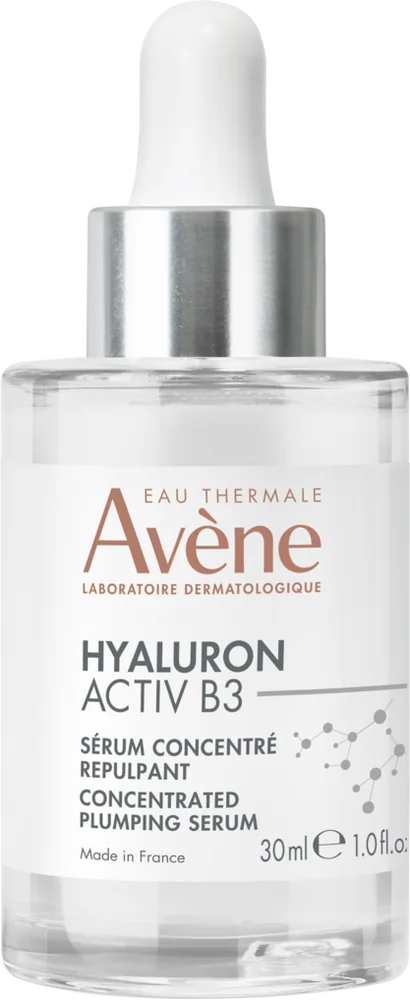 EAU THERMALE
Avène
LABORATOIRE DERMATOLOGIQUE
HYALURON
ACTIV B3
SÉRUM CONCENTRÉ
REPULPANT
CONCENTRATED
PLUMPING SERUM
Made in France 30ml e 1.0fl.oz